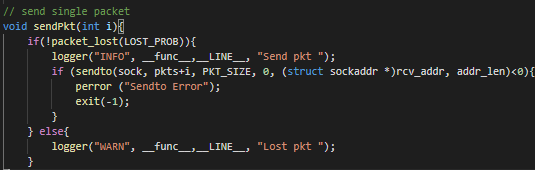 // send single packet
void sendPkt(int i){
if(!packet_lost(LOST_PROB)){
logger("INFO", __func__,__LINE__, "Send pkt ");
if (sendto(sock, pkts+i, PKT_SIZE, 0, (struct sockaddr *)rcv_addr, addr_len)<0){
perror ("Sendto Error");
exit(-1);
}
} else{
logger("WARN", __func__,__LINE__, "Lost pkt ");
}